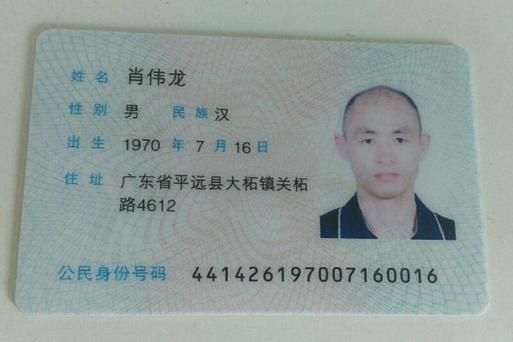 姓名 肖伟龙
性别 男 民族 汉
出生 1970 年 7 月 16 日
住址 广东省平远县大柘镇关柘
路4612
公民身份号码 441426197007160016